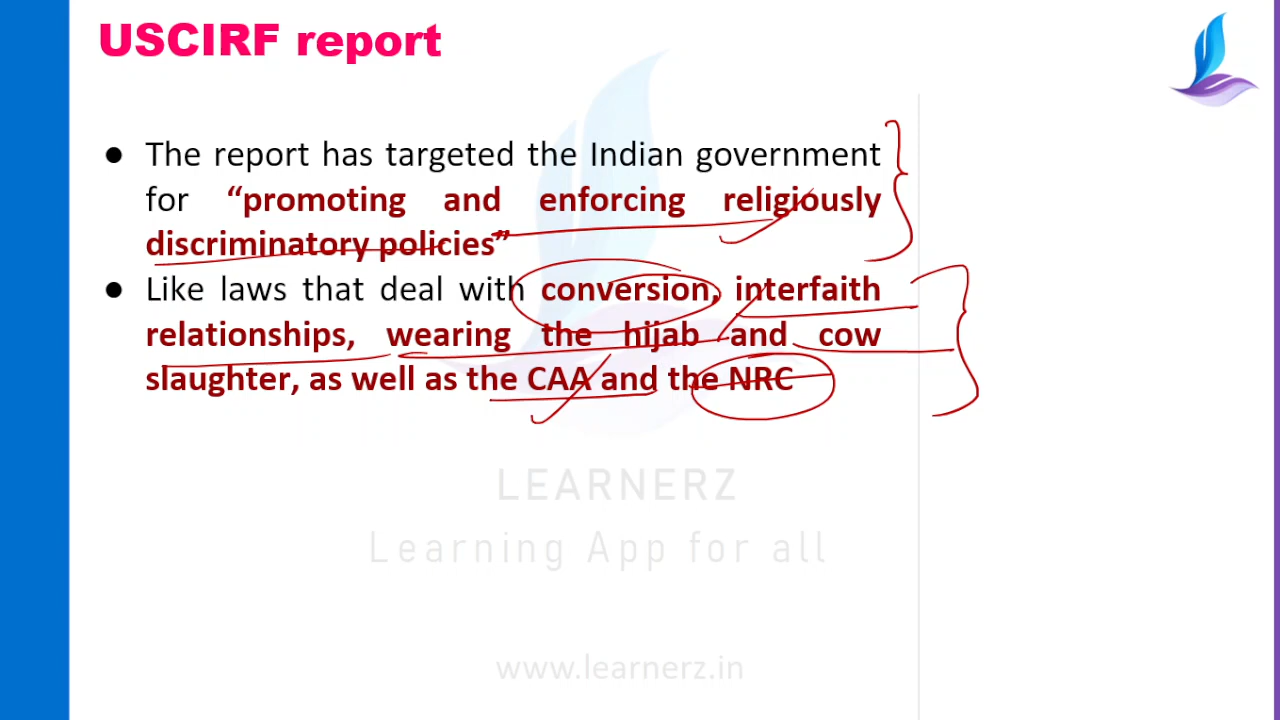 USCIRF report
● The report has targeted the Indian government
for “promoting and enforcing religiously
discriminatory policies”
● Like laws that deal with conversion, interfaith
relationships, wearing the hijab and cow
slaughter, as well as the CAA and the NRC
LEARNERZ
Learning App for all
www.learnerz.in